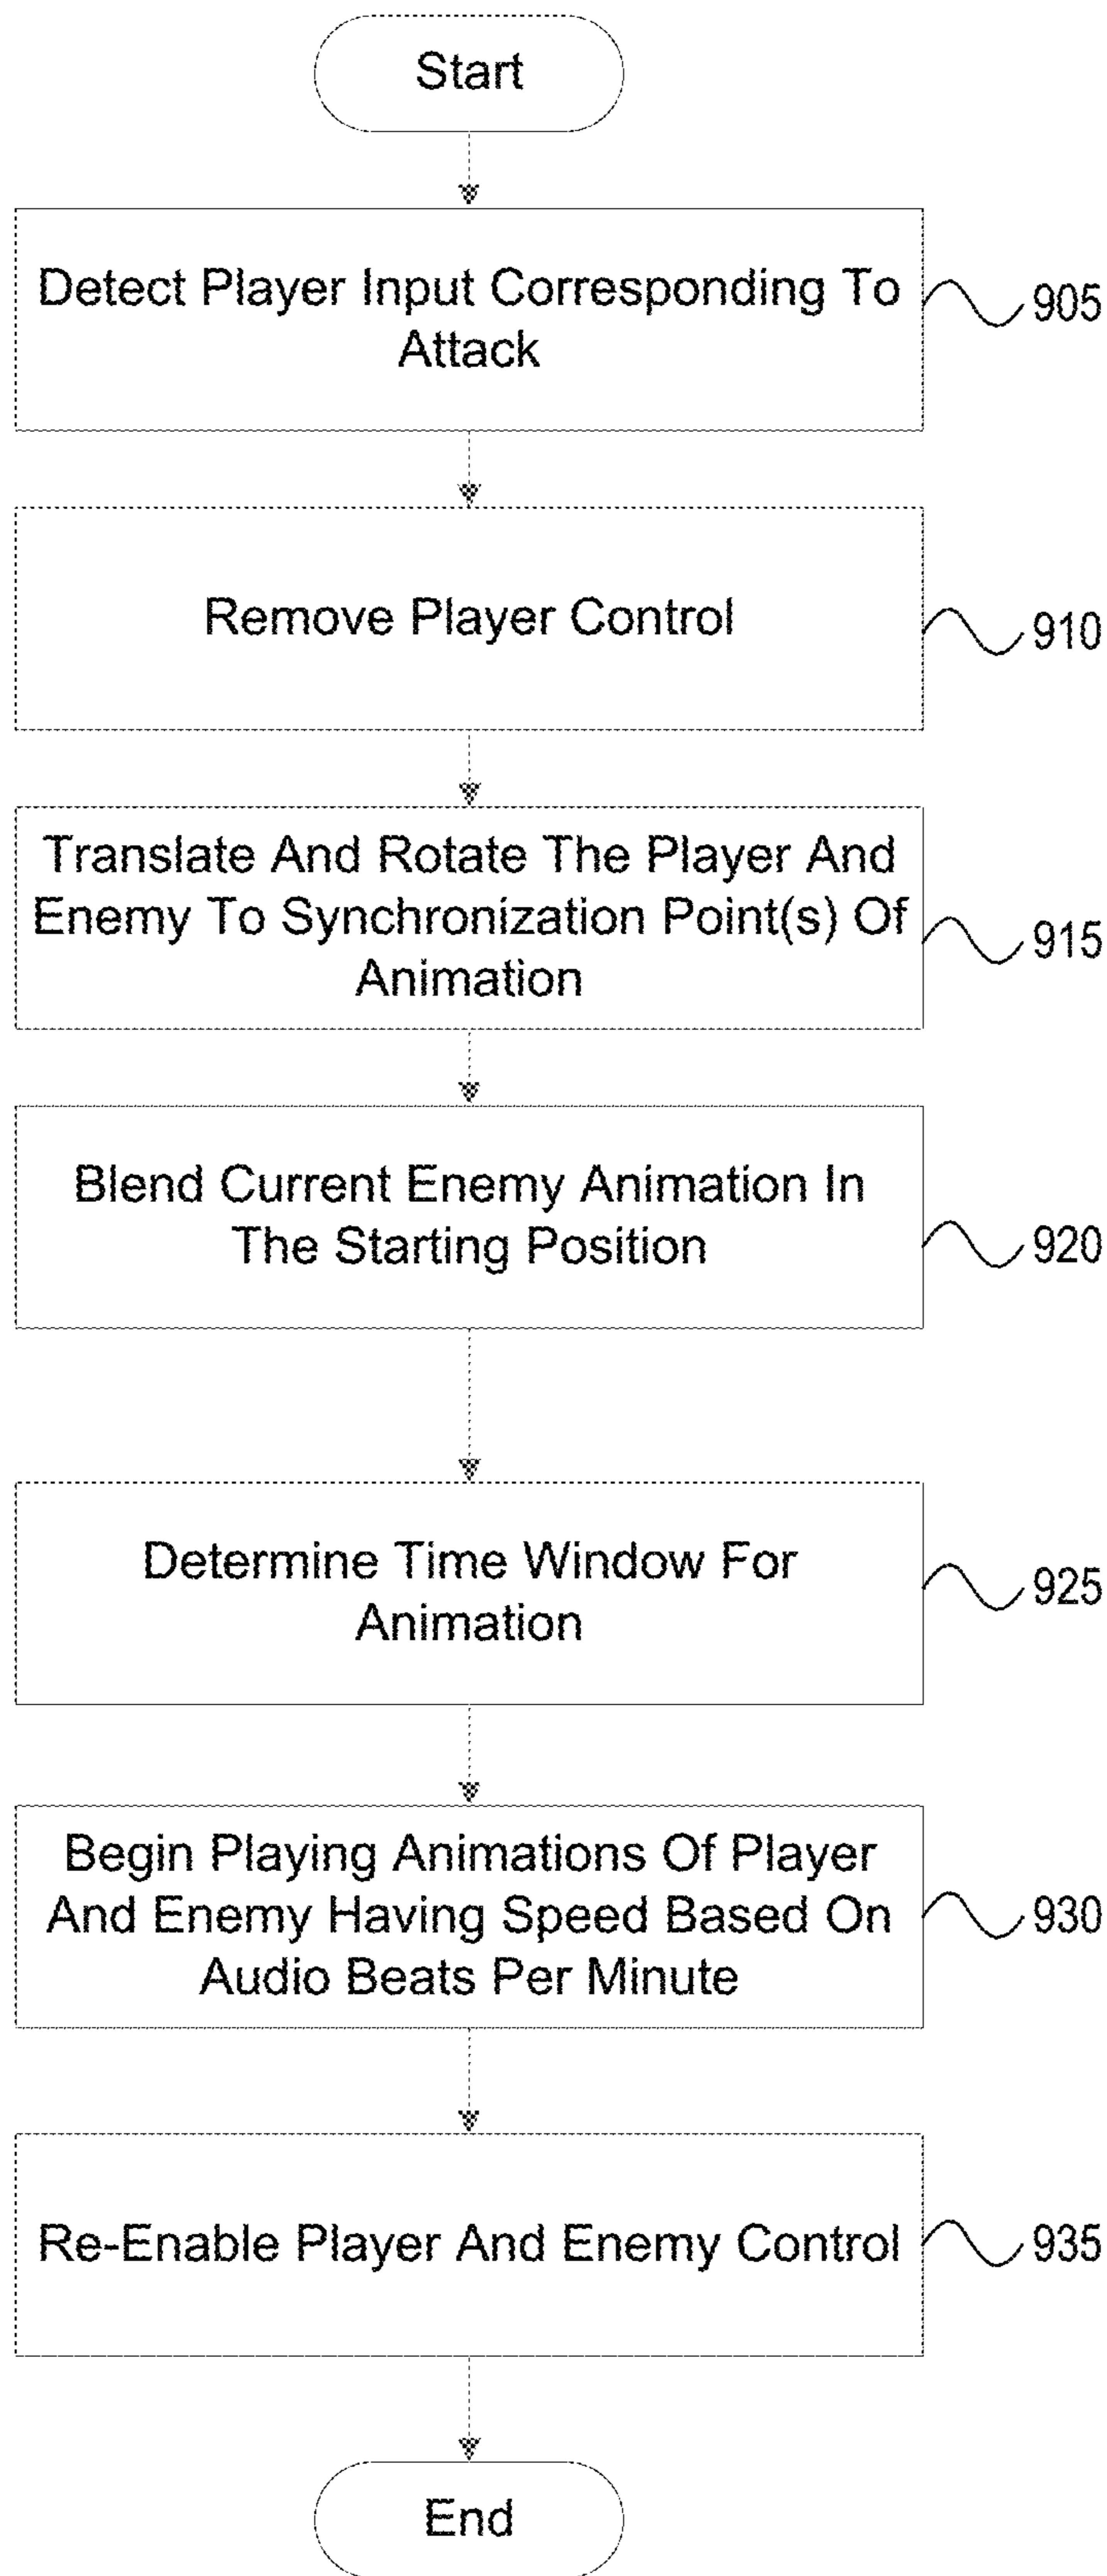 Start
Detect Player Input Corresponding To
Attack
905
Remove Player Control
910
Translate And Rotate The Player And
Enemy To Synchronization Point(s) Of
Animation
915
Blend Current Enemy Animation In
The Starting Position
920
Determine Time Window For
Animation
925
Begin Playing Animations Of Player
And Enemy Having Speed Based On
Audio Beats Per Minute
930
Re-Enable Player And Enemy Control
935
End